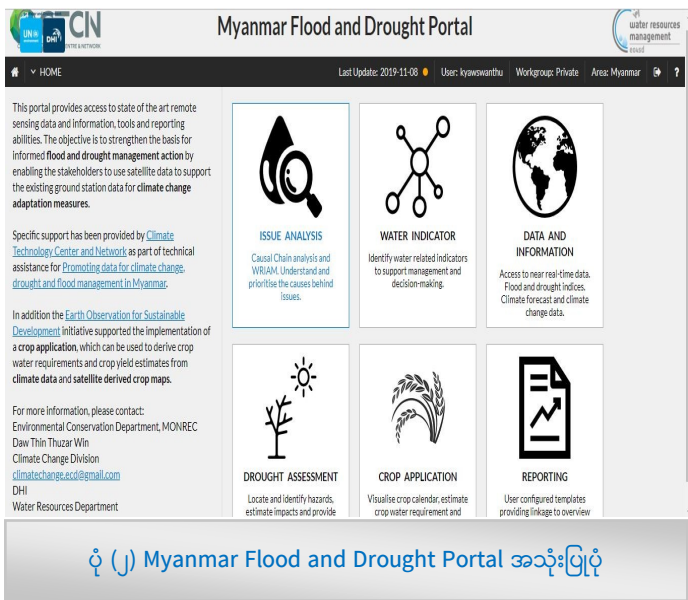 CTCN
UN
DHI
CENTRE & NETWORK
Myanmar Flood and Drought Portal
water resources
management
HOME
Last Update: 2019-11-08 User: kyawswanthu Workgroup: Private Area: Myanmar ?
This portal provides access to state of the art remote
sensing data and information, tools and reporting
abilities. The objective is to strengthen the basis for
informed flood and drought management action by
enabling the stakeholders to use satellite data to support
the existing ground station data for climate change
adaptation measures.
Specific support has been provided by Climate
Technology Center and Network as part of technical
assistance for Promoting data for climate change,
drought and flood management in Myanmar.
In addition the Earth Observation for Sustainable
Development initiative supported the implementation of
a crop application, which can be used to derive crop
water requirements and crop yield estimates from
climate data and satellite derived crop maps.
For more information, please contact:
Environmental Conservation Department, MONREC
Daw Thin Thuzar Win
Climate Change Division
climatechange.ecd@gmail.com
DHI
Water Resources Department
ISSUE ANALYSIS
Causal Chain analysis and
WRIAM. Understand and
prioritise the causes behind
issues.
WATER INDICATOR
Identify water related indicators
to support management and
decision-making.
DATA AND
INFORMATION
Access to near real-time data.
Flood and drought indices.
Climate forecast and climate
change data.
DROUGHT ASSESSMENT
Locate and identify hazards,
estimate impacts and provide
CROP APPLICATION
Visualise crop calendar, estimate
crop water requirement and
REPORTING
User configured templates
providing linkage to overview
ပုံ (၂) Myanmar Flood and Drought Portal အသုံးပြုပုံ